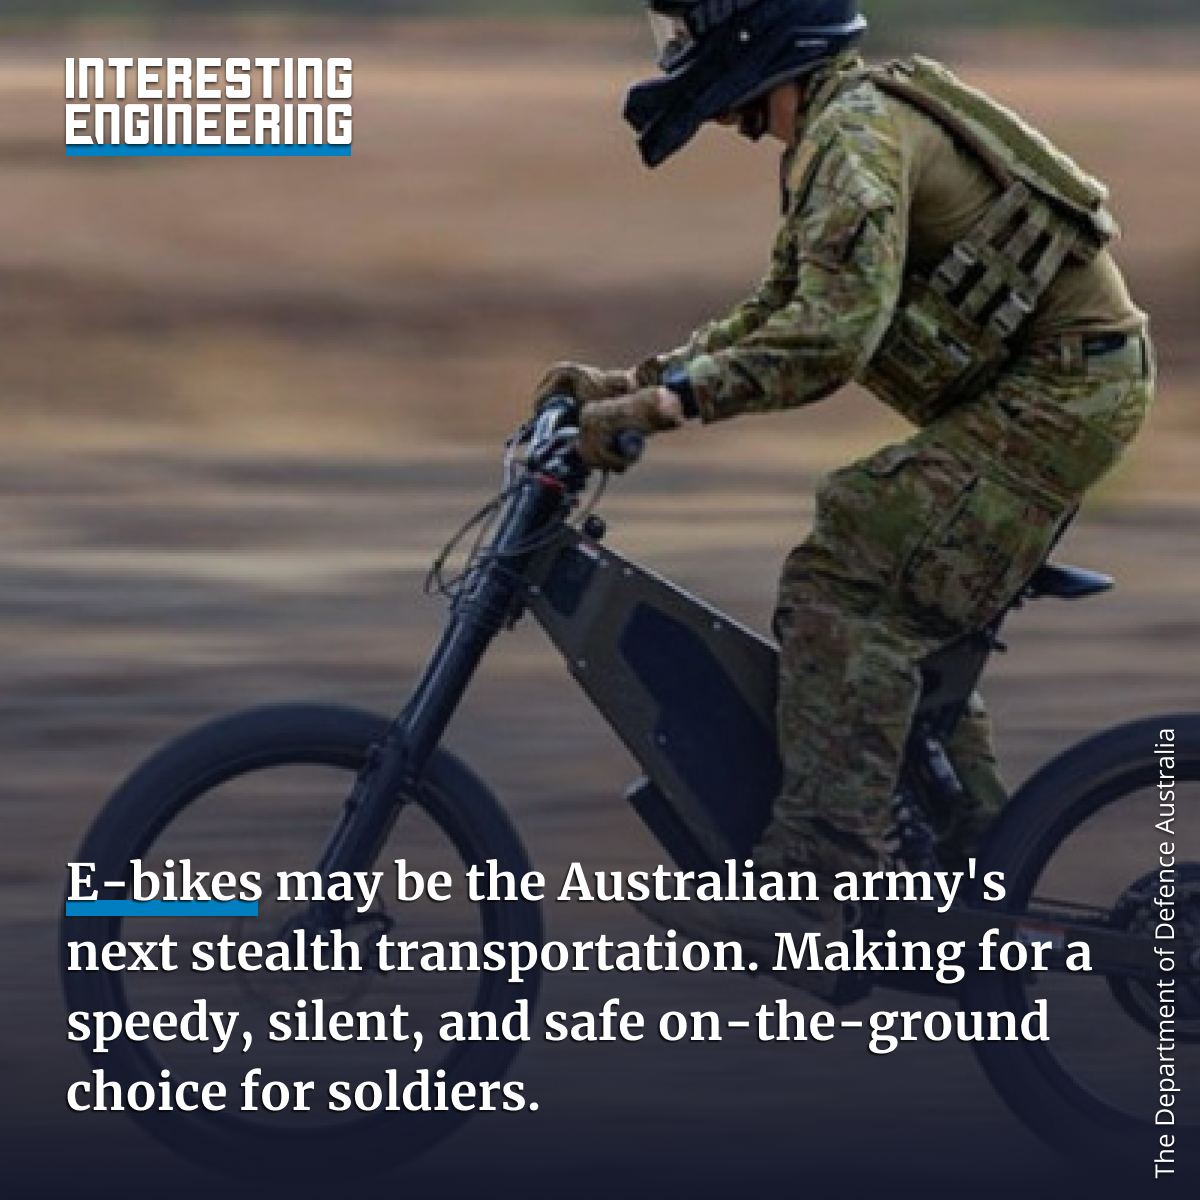 INTERESTING
ENGINEERING
E-bikes may be the Australian army's
next stealth transportation. Making for a
speedy, silent, and safe on-the-ground
choice for soldiers.
The Department of Defence Australia